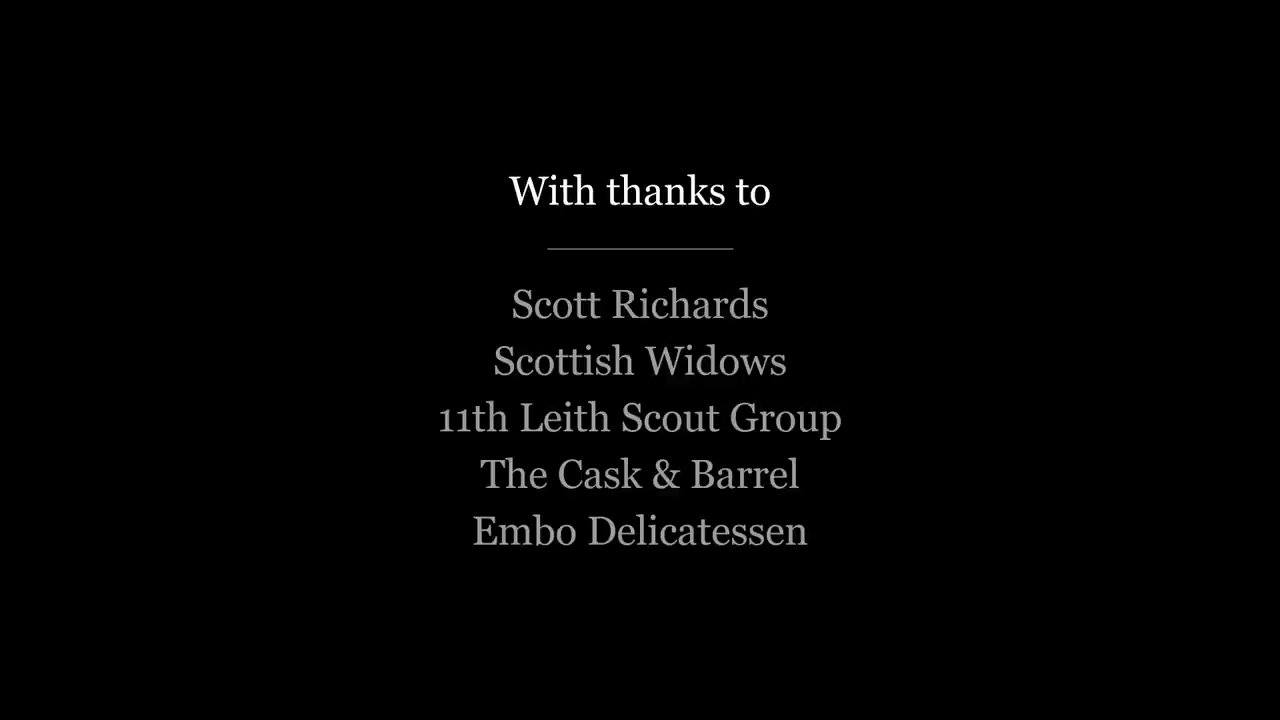 With thanks to
Scott Richards
Scottish Widows
11th Leith Scout Group
The Cask & Barrel
Embo Delicatessen